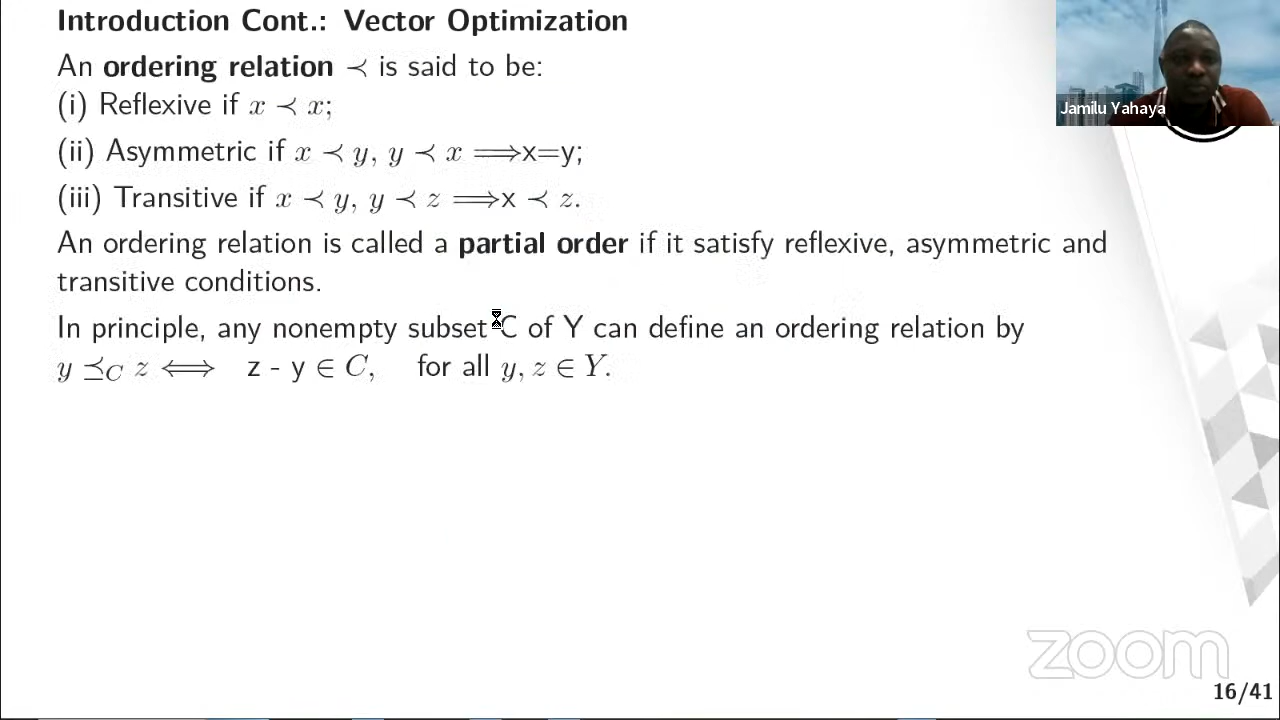 Introduction Cont.: Vector Optimization
An ordering relation ≺ is said to be:
(i) Reflexive if x ≺ x;
(ii) Asymmetric if x ≺ y, y ≺ x ⟹x=y;
(iii) Transitive if x ≺ y, y ≺ z ⟹x ≺ z.
An ordering relation is called a partial order if it satisfy reflexive, asymmetric and
transitive conditions.
In principle, any nonempty subset C of Y can define an ordering relation by
y ⪯_C z ⟺ z - y ∈ C, for all y, z ∈ Y.
Jamilu Yahaya
zoom
16/41